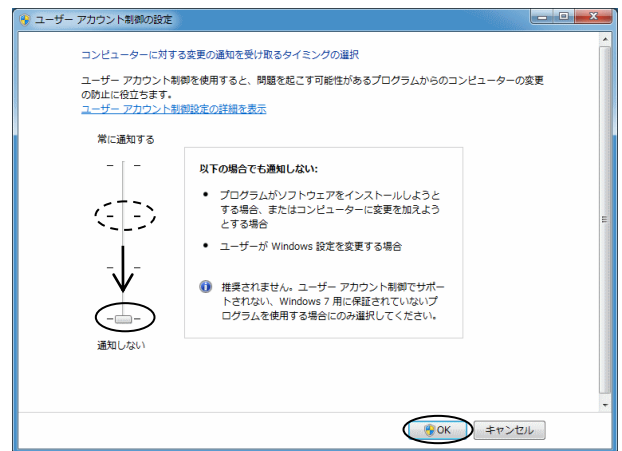 ユーザー アカウント制御の設定
コンピューターに対する変更の通知を受け取るタイミングの選択
ユーザー アカウント制御を使用すると、問題を起こす可能性があるプログラムからのコンピューターの変更
の防止に役立ちます。
ユーザー アカウント制御設定の詳細を表示
常に通知する
以下の場合でも通知しない:
• プログラムがソフトウェアをインストールしようと
する場合、またはコンピューターに変更を加えよう
とする場合
• ユーザーが Windows 設定を変更する場合
推奨されません。ユーザー アカウント制御でサポー
トされない、Windows 7 用に保証されていないプ
ログラムを使用する場合にのみ選択してください。
通知しない
OK
キャンセル